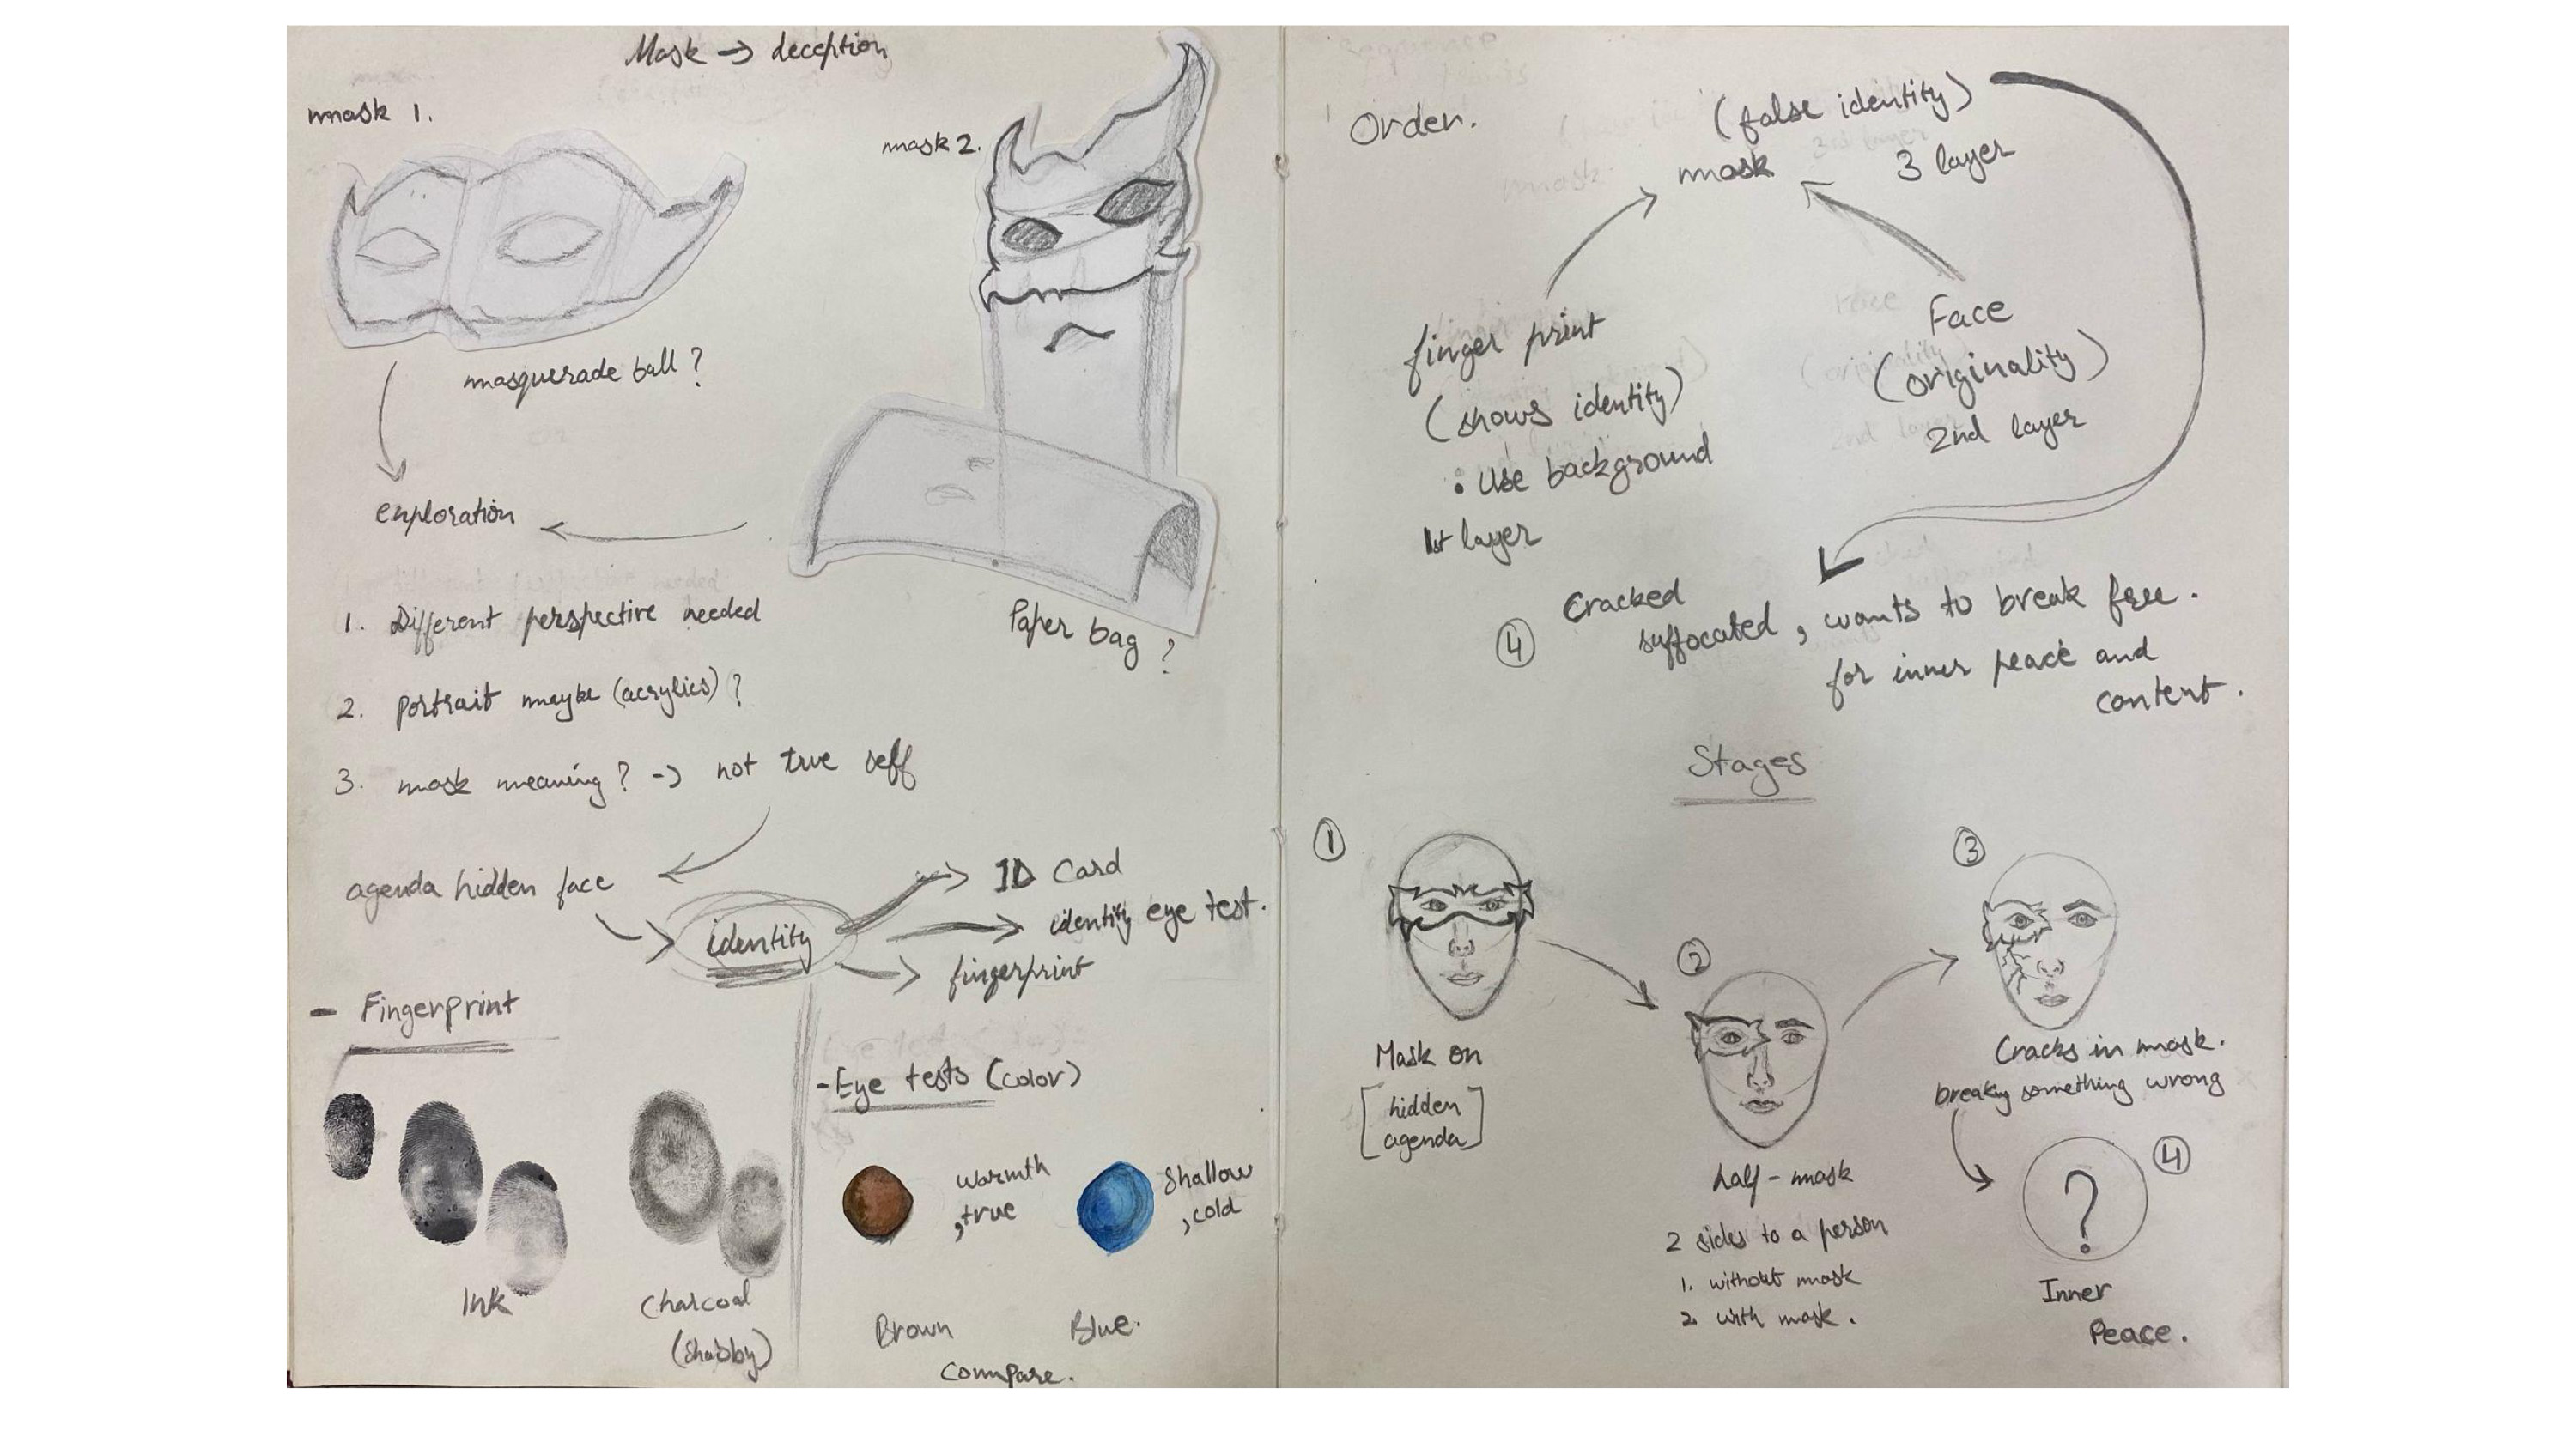 Mask → deception
mask 1.
mask 2.
masquerade ball?
exploration
Paper bag?
1. Different perspective needed
2. portrait maybe (acrylics)?
3. mask meaning? → not true self
agenda hidden face
identity
ID Card
identity eye test.
fingerprint
- Fingerprint
Ink
Charcoal
(shabby)
- Eye tests (color)
warmth
, true
shallow
, cold
Brown
Blue.
Compare.
Order.
(false identity)
mask
3 layer
finger print
(shows identity)
• Use background
1st layer
Face
(originality)
2nd layer
④
Cracked
suffocated, wants to break free.
for inner peace and
content.
Stages
①
Mask on
[hidden
agenda]
②
half-mask
2 sides to a person
1. without mask
2. with mask.
③
Cracks in mask.
breaky something wrong
④
?
Inner
Peace.